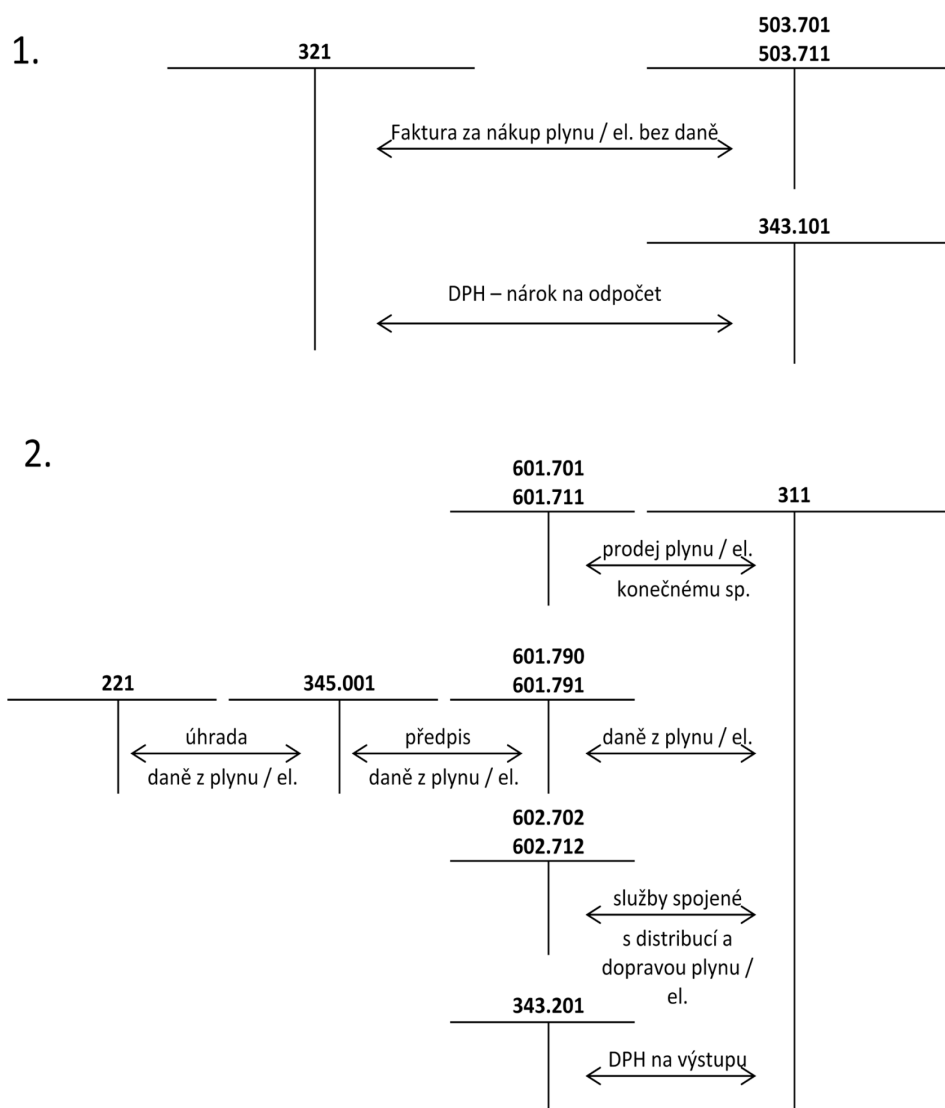 1.
321
503.701
503.711
Faktura za nákup plynu / el. bez daně
343.101
DPH – nárok na odpočet
2.
601.701
601.711
311
prodej plynu / el.
konečnému sp.
601.790
601.791
221
345.001
úhrada
daně z plynu / el.
předpis
daně z plynu / el.
daně z plynu / el.
602.702
602.712
služby spojené
s distribucí a
dopravou plynu /
el.
343.201
DPH na výstupu